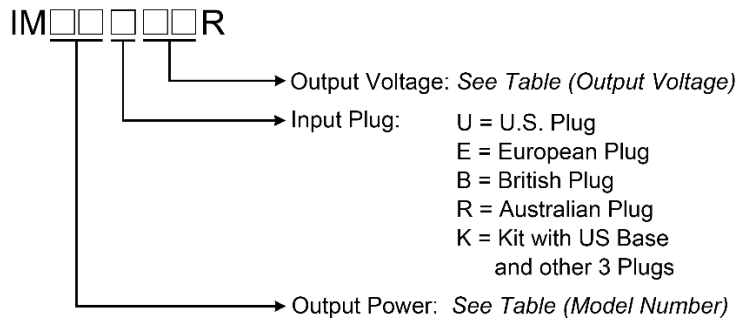 IM□□ □ □□R
Output Voltage: See Table (Output Voltage)
Input Plug: U = U.S. Plug
E = European Plug
B = British Plug
R = Australian Plug
K = Kit with US Base
and other 3 Plugs
Output Power: See Table (Model Number)